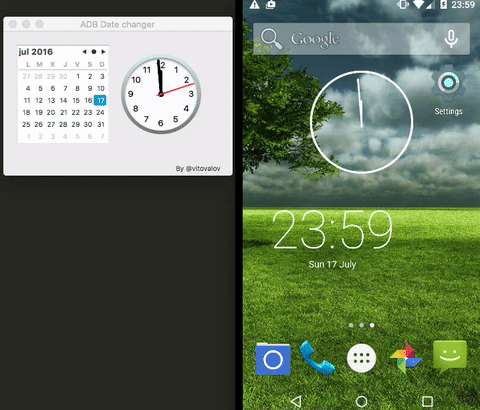 ADB Date changer
jul 2016
L M M J V S D
27 28 29 30 1 2 3
4 5 6 7 8 9 10
11 12 13 14 15 16 17
18 19 20 21 22 23 24
25 26 27 28 29 30 31
1 2 3 4 5 6 7
12
11 1
10 2
9 3
8 4
7 5
6
By @vitovalov
23:59
Google
Settings
23:59
Sun 17 July